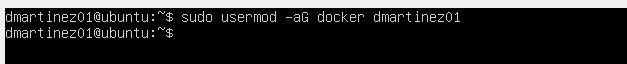 dmartinez01@ubuntu:~$ sudo usermod -aG docker dmartinez01
dmartinez01@ubuntu:~$